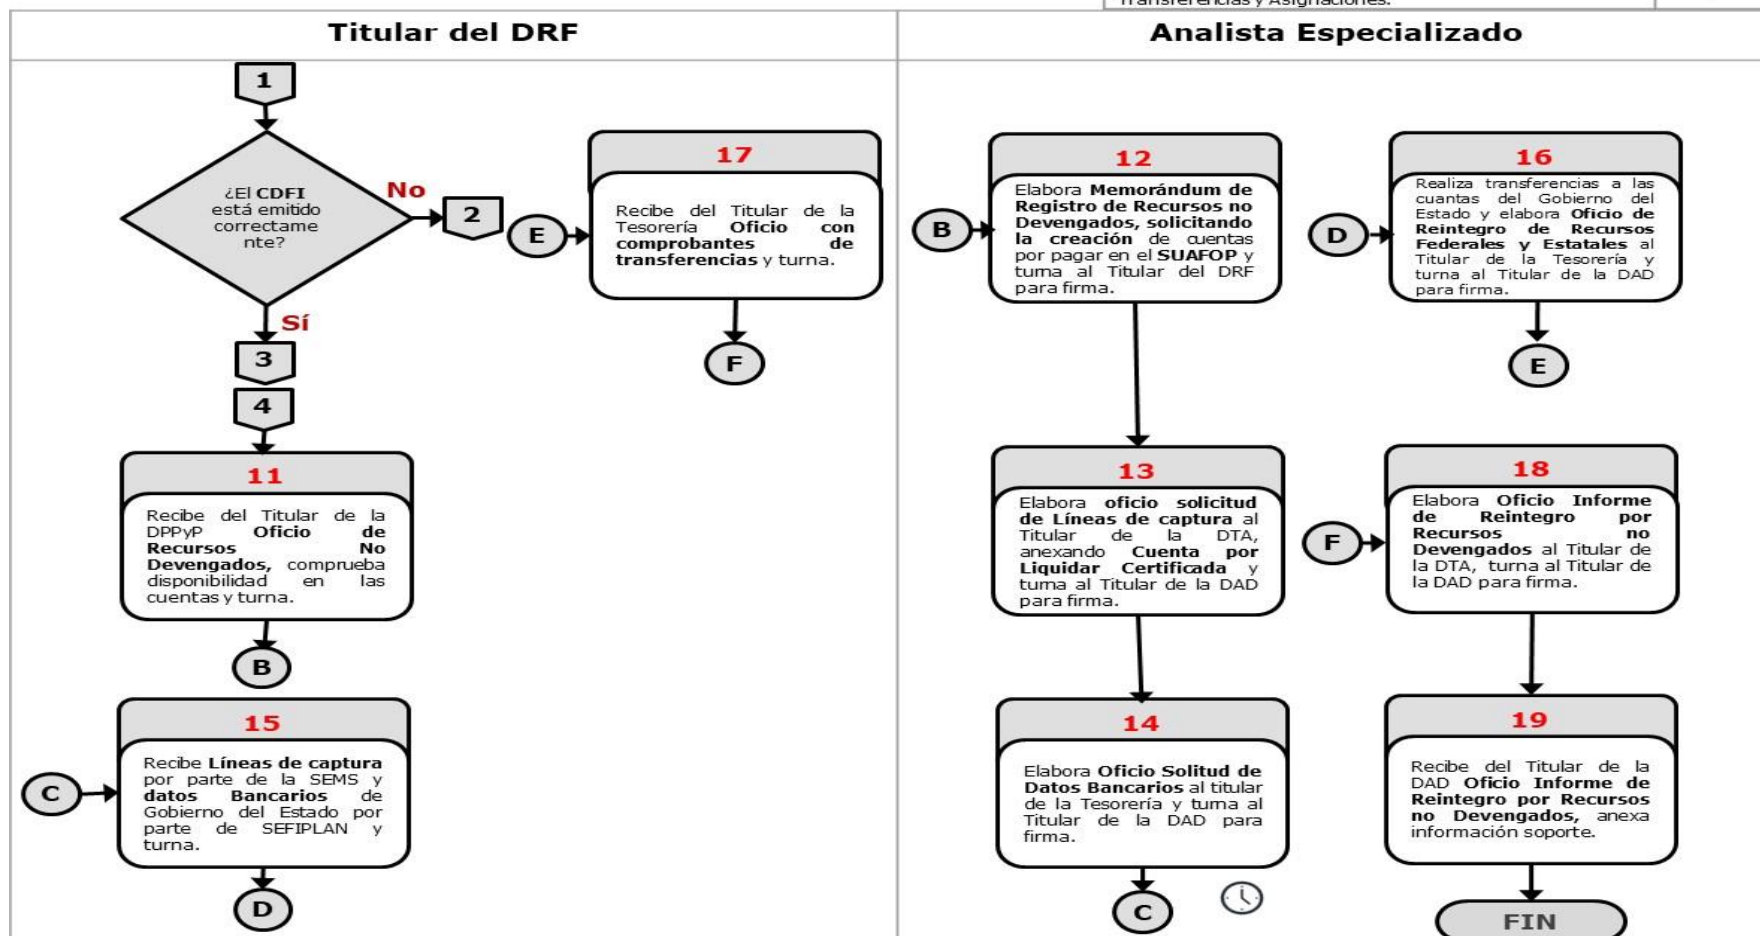 Transferencias y Asignaciones.
Titular del DRF
1
¿El CDFI
está emitido
correctame
nte?
No
2
Sí
3
4
11
Recibe del Titular de la
DPPyP Oficio de
Recursos No
Devengados, comprueba
disponibilidad en las
cuentas y turna.
B
C
15
Recibe Líneas de captura
por parte de la SEMS y
datos Bancarios de
Gobierno del Estado por
parte de SEFIPLAN y
turna.
D
E
17
Recibe del Titular de la
Tesorería Oficio con
comprobantes de
transferencias y turna.
F
Analista Especializado
B
12
Elabora Memorándum de
Registro de Recursos no
Devengados, solicitando
la creación de cuentas
por pagar en el SUAFOP y
turna al Titular del DRF
para firma.
13
Elabora oficio solicitud
de Líneas de captura al
Titular de la DTA,
anexando Cuenta por
Liquidar Certificada y
turna al Titular de la DAD
para firma.
14
Elabora Oficio Solitud de
Datos Bancarios al titular
de la Tesorería y turna al
Titular de la DAD para
firma.
C
D
16
Realiza transferencias a las
cuantas del Gobierno del
Estado y elabora Oficio de
Reintegro de Recursos
Federales y Estatales al
Titular de la Tesorería y
turna al Titular de la DAD
para firma.
E
F
18
Elabora Oficio Informe
de Reintegro por
Recursos no
Devengados al Titular de
la DTA, turna al Titular de
la DAD para firma.
19
Recibe del Titular de la
DAD Oficio Informe de
Reintegro por Recursos
no Devengados, anexa
información soporte.
FIN